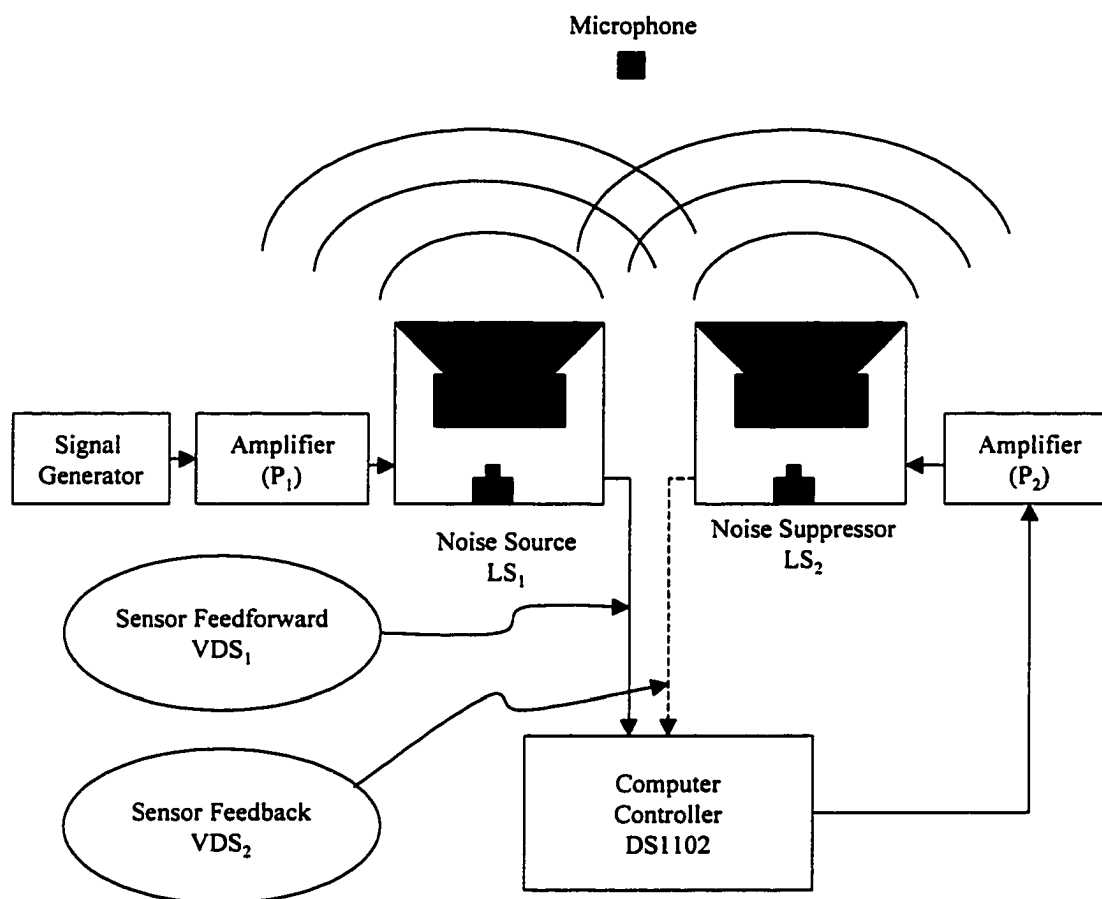 Microphone
Signal
Generator
Amplifier
(P₁)
Noise Source
LS₁
Noise Suppressor
LS₂
Amplifier
(P₂)
Sensor Feedforward
VDS₁
Sensor Feedback
VDS₂
Computer
Controller
DS1102